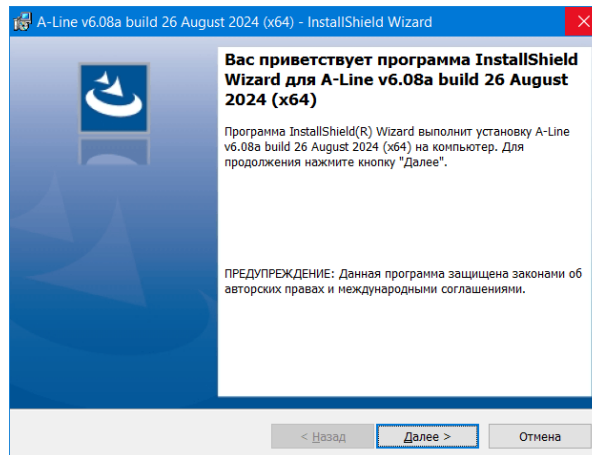 A-Line v6.08a build 26 August 2024 (x64) - InstallShield Wizard
Вас приветствует программа InstallShield
Wizard для A-Line v6.08a build 26 August
2024 (x64)
Программа InstallShield(R) Wizard выполнит установку A-Line
v6.08a build 26 August 2024 (x64) на компьютер. Для
продолжения нажмите кнопку "Далее".
ПРЕДУПРЕЖДЕНИЕ: Данная программа защищена законами об
авторских правах и международными соглашениями.
< Назад
Далее >
Отмена